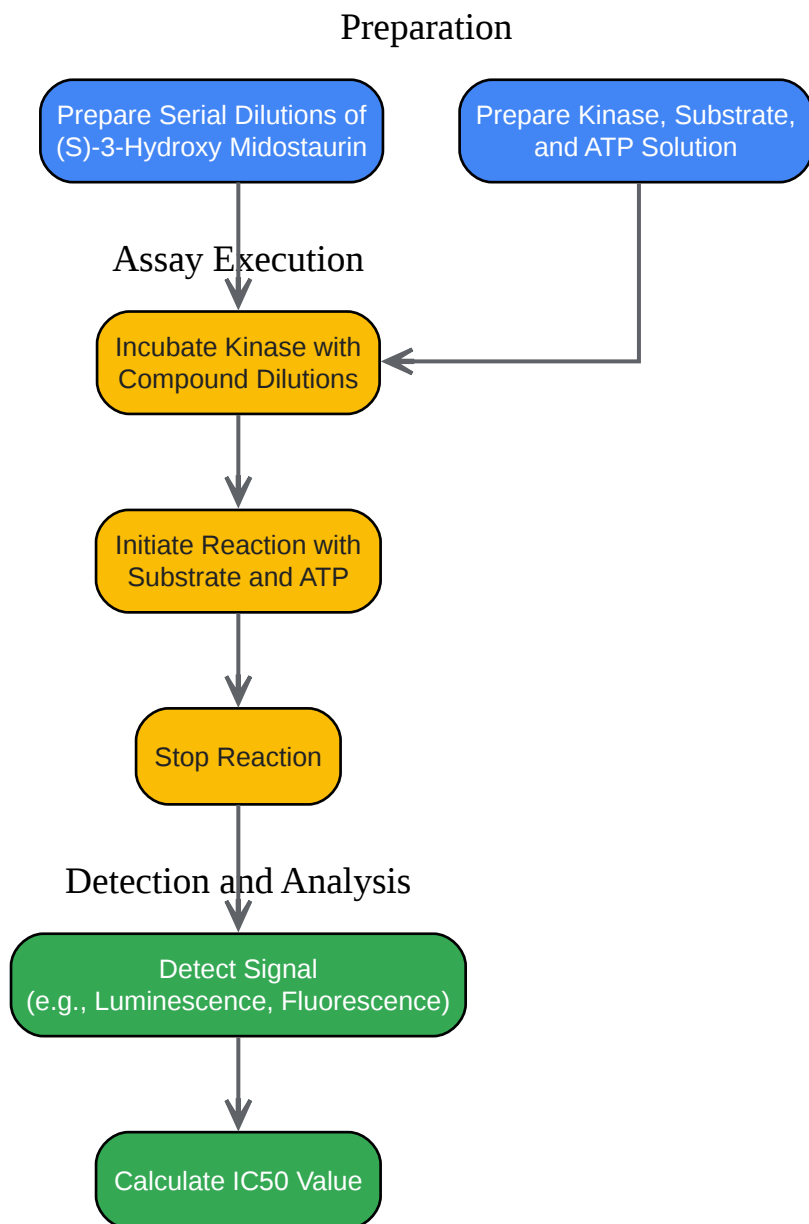 Preparation
Prepare Serial Dilutions of
(S)-3-Hydroxy Midostaurin
Prepare Kinase, Substrate,
and ATP Solution
Assay Execution
Incubate Kinase with
Compound Dilutions
Initiate Reaction with
Substrate and ATP
Stop Reaction
Detection and Analysis
Detect Signal
(e.g., Luminescence, Fluorescence)
Calculate IC50 Value